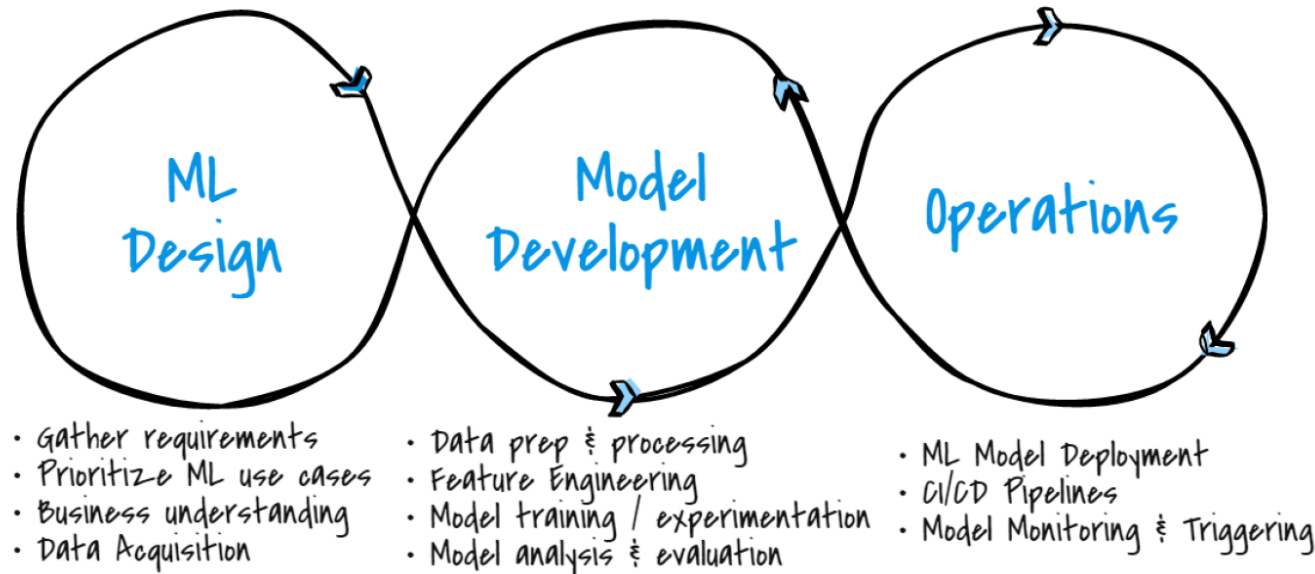 ML
Design
Model
Development
Operations
• Gather requirements
• Prioritize ML use cases
• Business understanding
• Data Acquisition
• Data prep & processing
• Feature Engineering
• Model training / experimentation
• Model analysis & evaluation
• ML Model Deployment
• CI/CD Pipelines
• Model Monitoring & Triggering